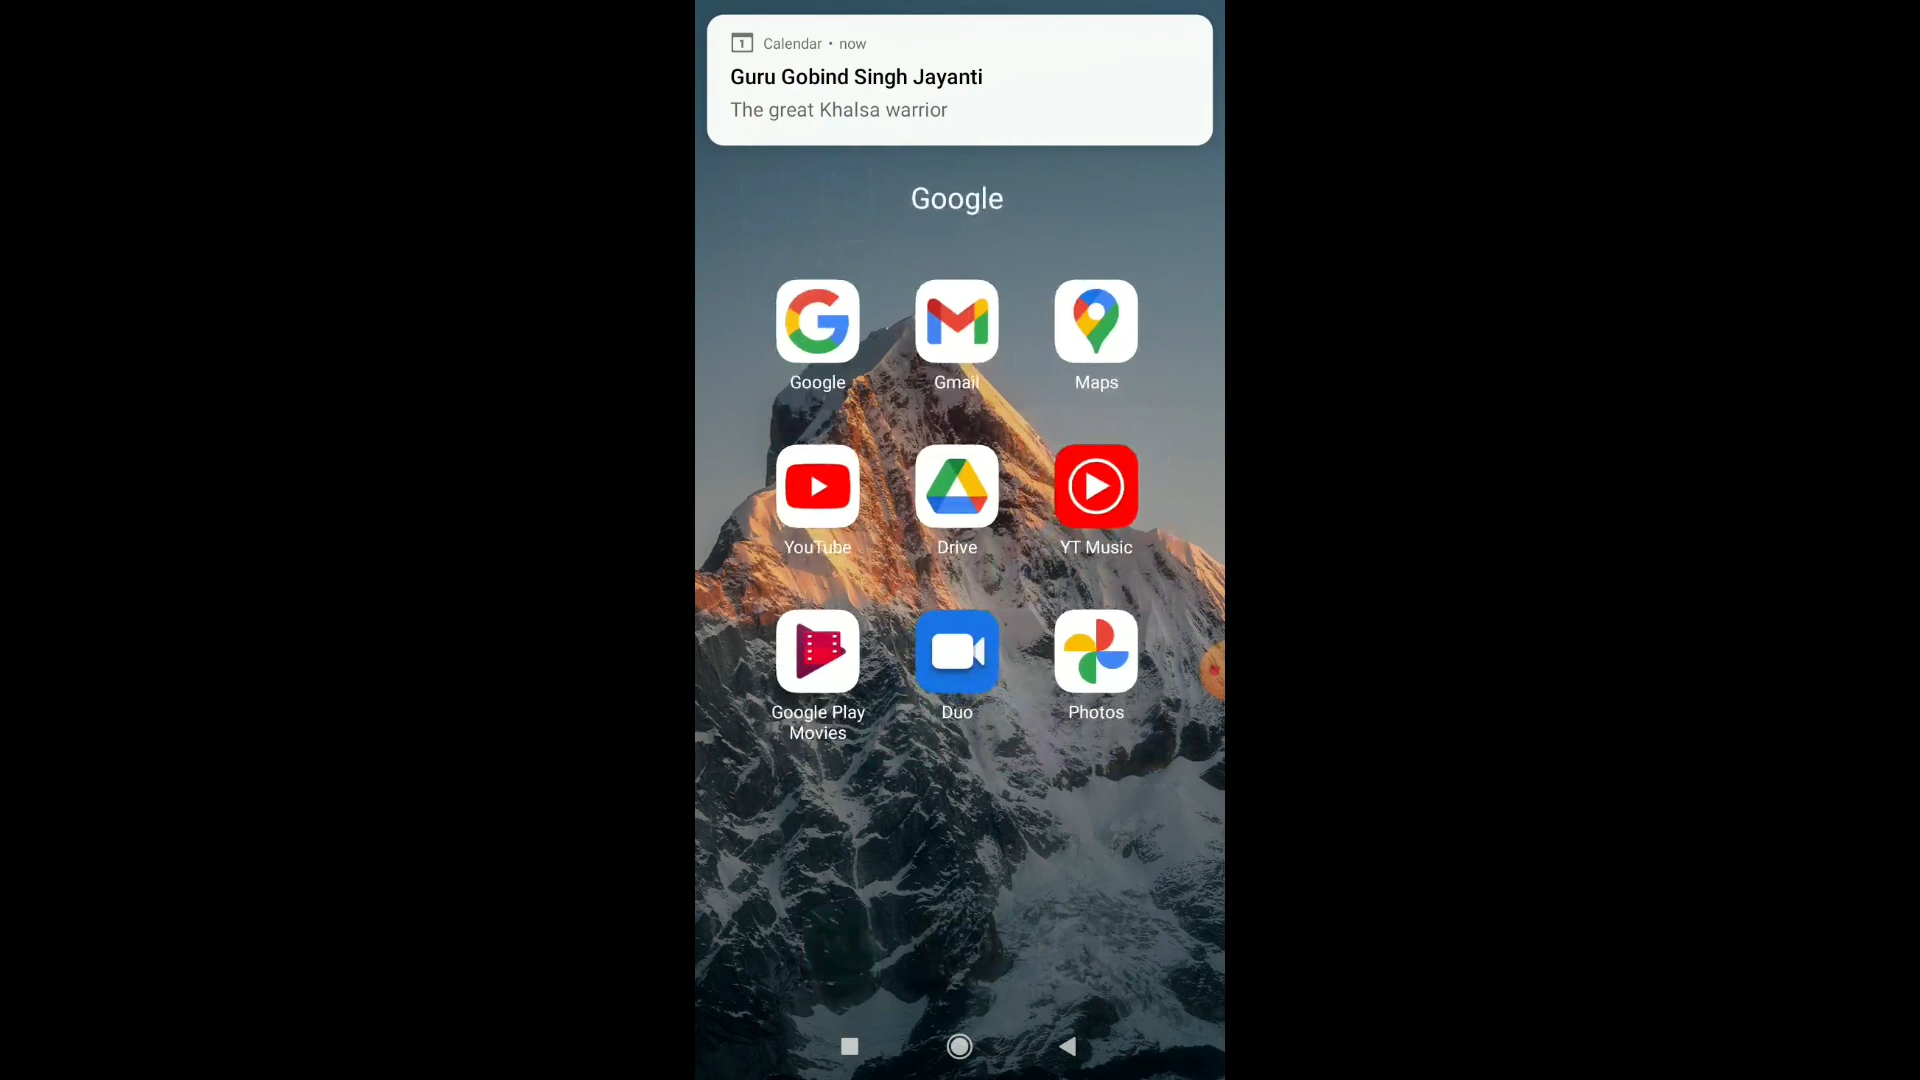 1 Calendar • now
Guru Gobind Singh Jayanti
The great Khalsa warrior
Google
Google Gmail Maps
YouTube Drive YT Music
Google Play Movies Duo Photos